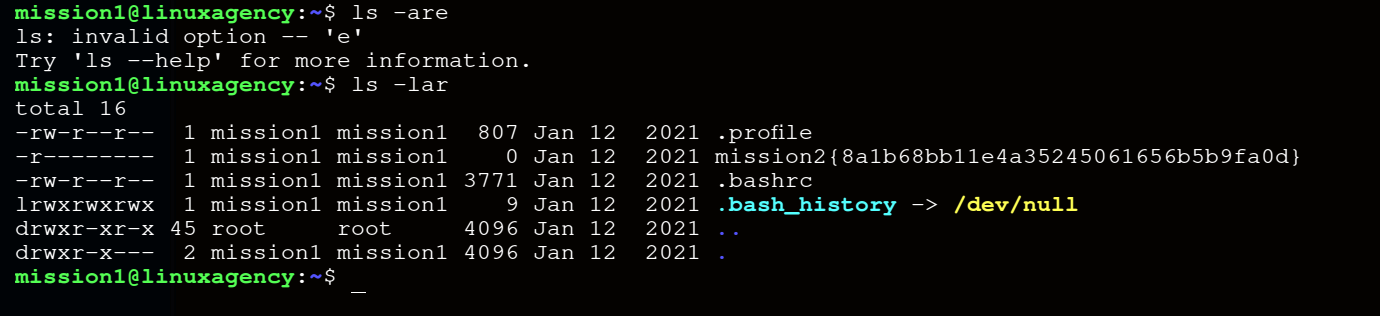 mission1@linuxagency:~$ ls -are
ls: invalid option -- 'e'
Try 'ls --help' for more information.
mission1@linuxagency:~$ ls -lar
total 16
-rw-r--r--  1 mission1 mission1  807 Jan 12  2021 .profile
-r--------  1 mission1 mission1    0 Jan 12  2021 mission2{8a1b68bb11e4a35245061656b5b9fa0d}
-rw-r--r--  1 mission1 mission1 3771 Jan 12  2021 .bashrc
lrwxrwxrwx  1 mission1 mission1    9 Jan 12  2021 .bash_history -> /dev/null
drwxr-xr-x 45 root     root     4096 Jan 12  2021 ..
drwxr-x---  2 mission1 mission1 4096 Jan 12  2021 .
mission1@linuxagency:~$ _